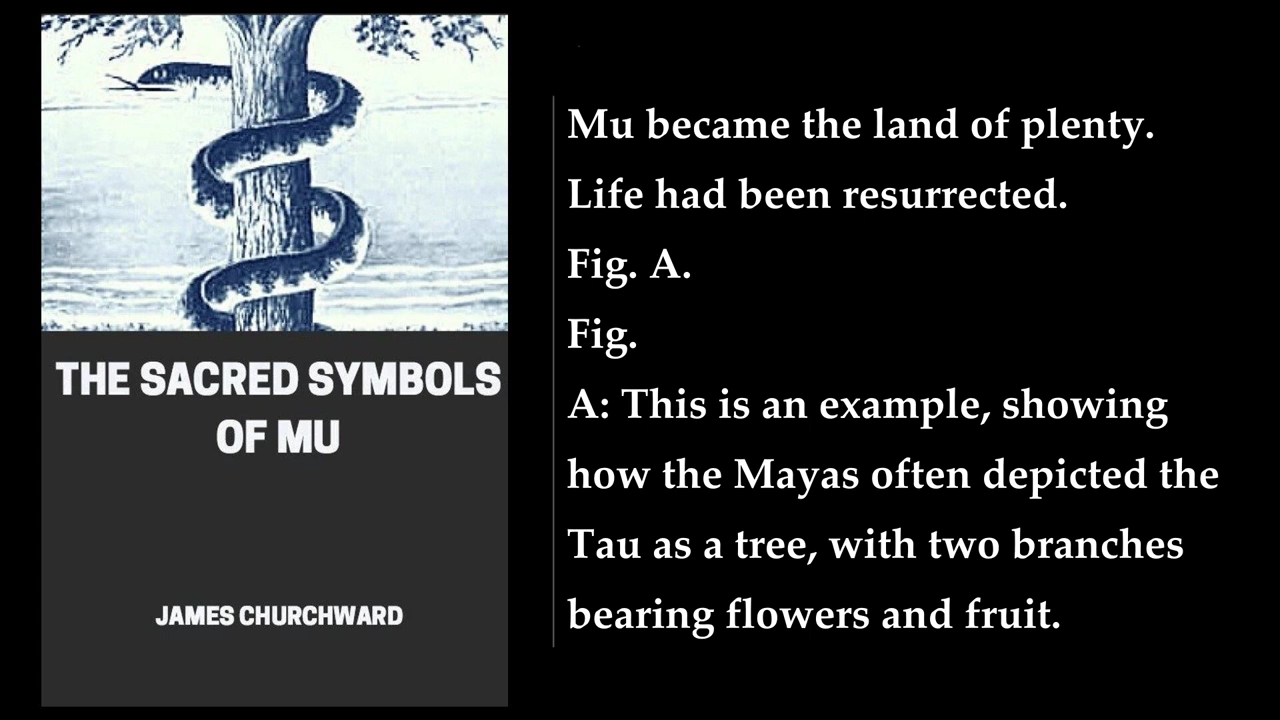 THE SACRED SYMBOLS
OF MU
JAMES CHURCHWARD
Mu became the land of plenty.
Life had been resurrected.
Fig. A.
Fig.
A: This is an example, showing
how the Mayas often depicted the
Tau as a tree, with two branches
bearing flowers and fruit.